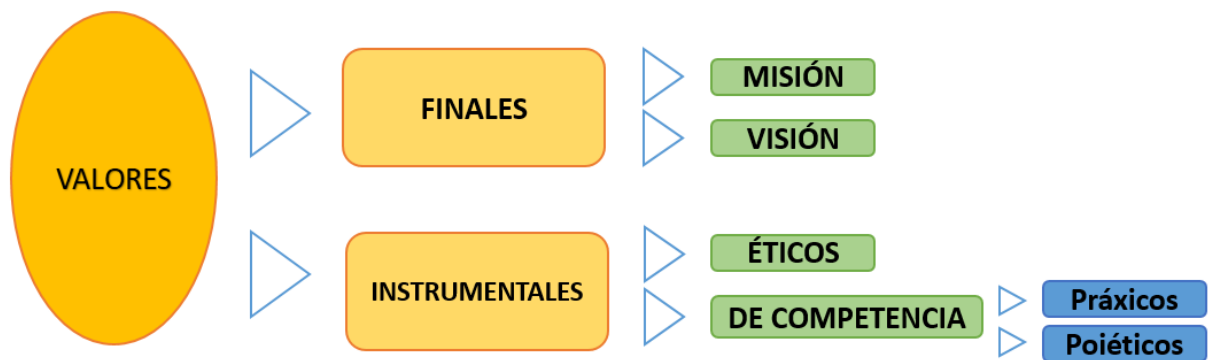 VALORES
FINALES
MISIÓN
VISIÓN
INSTRUMENTALES
ÉTICOS
DE COMPETENCIA
Práxicos
Poiéticos